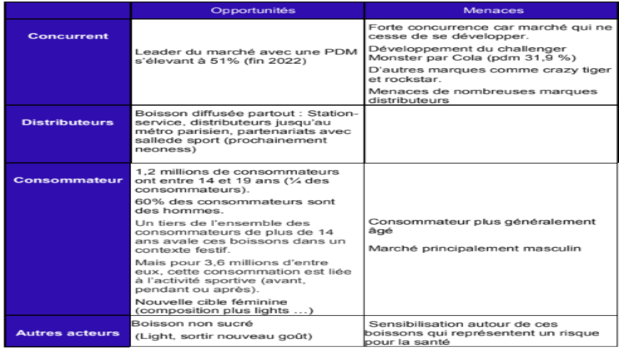 Opportunités
Menaces
Concurrent
Leader du marché avec une PDM
s'élevant à 51% (fin 2022)
Forte concurrence car marché qui ne
cesse de se développer.
Développement du challenger
Monster par Cola (pdm 31,9 %)
D'autres marques comme crazy tiger
et rockstar.
Menaces de nombreuses marques
distributeurs
Distributeurs
Boisson diffusée partout : Station-
service, distributeurs jusqu'au
métro parisien, partenariats avec
sallede sport (prochainement
neoness)
Consommateur
1,2 millions de consommateurs
ont entre 14 et 19 ans (¼ des
consommateurs).
60% des consommateurs sont
des hommes.
Un tiers de l'ensemble des
consommateurs de plus de 14
ans avale ces boissons dans un
contexte festif.
Mais pour 3,6 millions d'entre
eux, cette consommation est liée
à l'activité sportive (avant,
pendant ou après).
Nouvelle cible féminine
(composition plus lights ...)
Consommateur plus généralement
âgé
Marché principalement masculin
Autres acteurs
Boisson non sucré
(Light, sortir nouveau goût)
Sensibilisation autour de ces
boissons qui représentent un risque
pour la santé